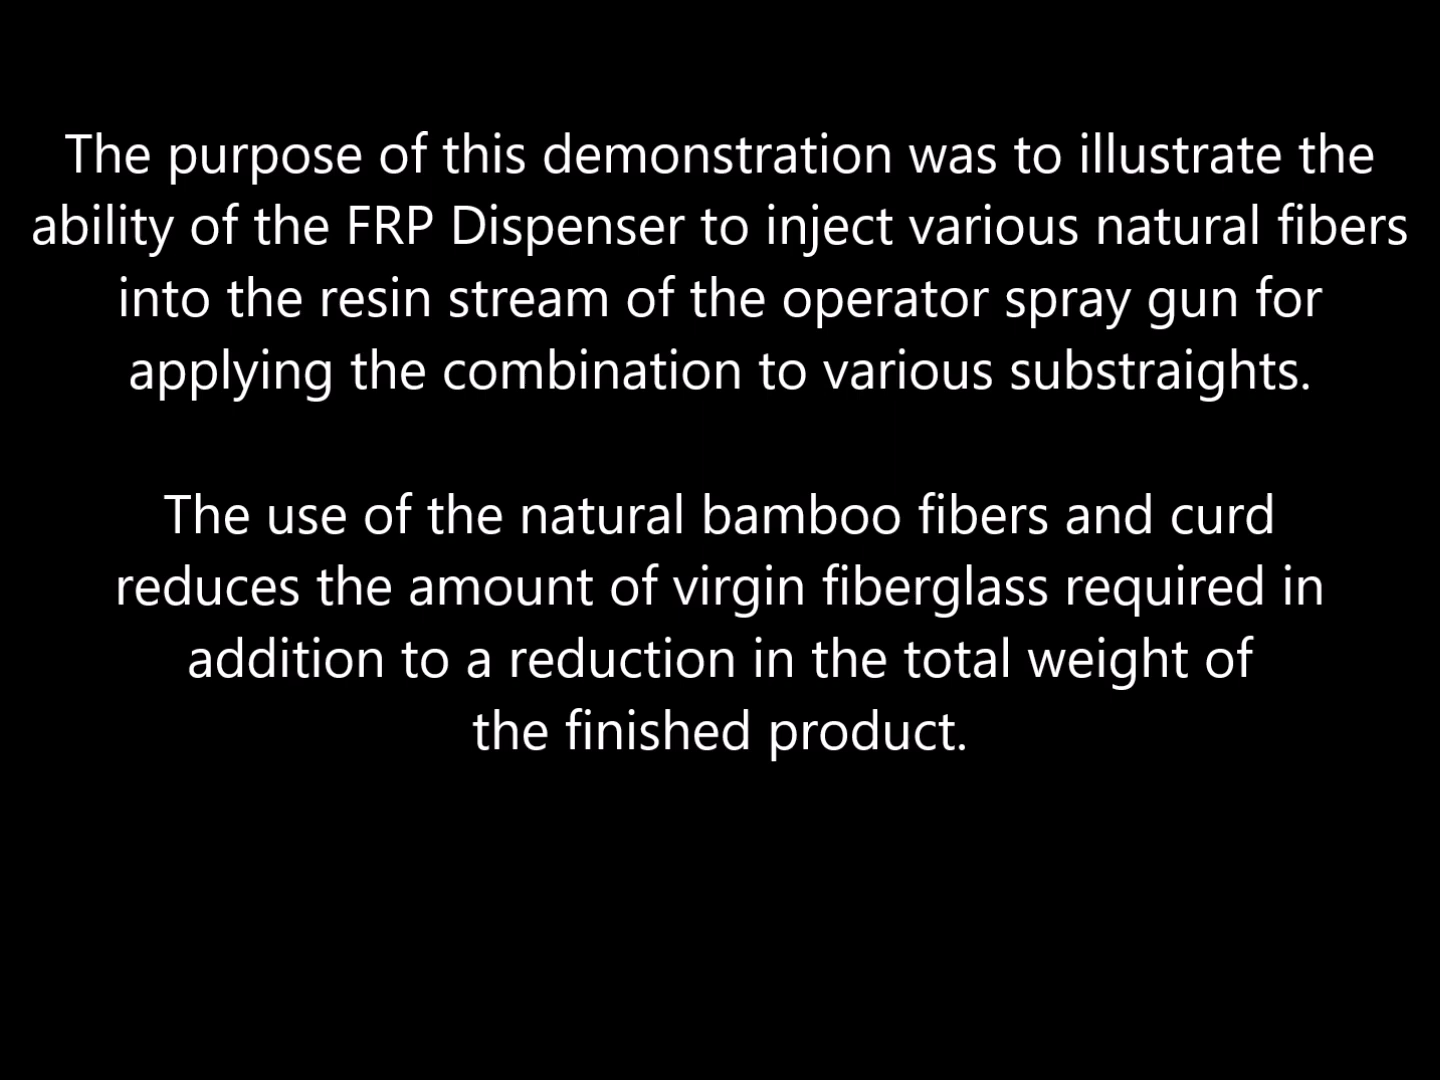 The purpose of this demonstration was to illustrate the
ability of the FRP Dispenser to inject various natural fibers
into the resin stream of the operator spray gun for
applying the combination to various substraights.
The use of the natural bamboo fibers and curd
reduces the amount of virgin fiberglass required in
addition to a reduction in the total weight of
the finished product.